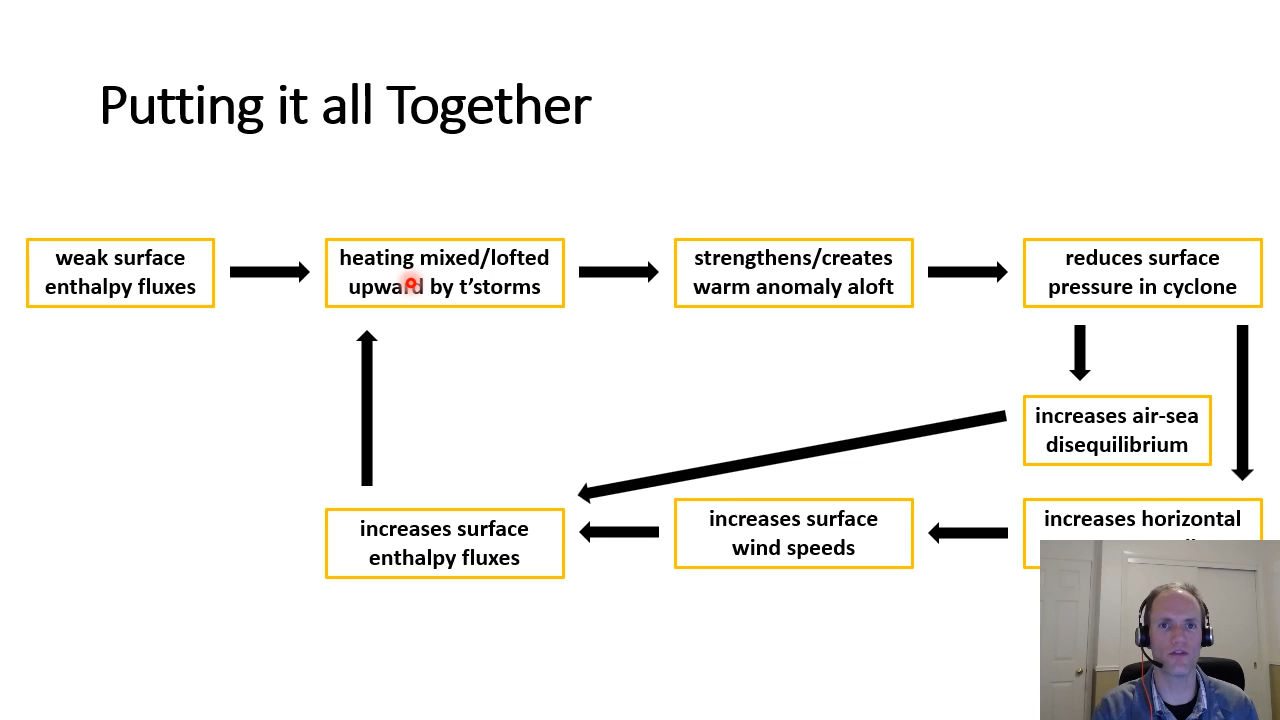 Putting it all Together
weak surface
enthalpy fluxes
heating mixed/lofted
upward by t'storms
strengthens/creates
warm anomaly aloft
reduces surface
pressure in cyclone
increases air-sea
disequilibrium
increases surface
enthalpy fluxes
increases surface
wind speeds
increases horizontal